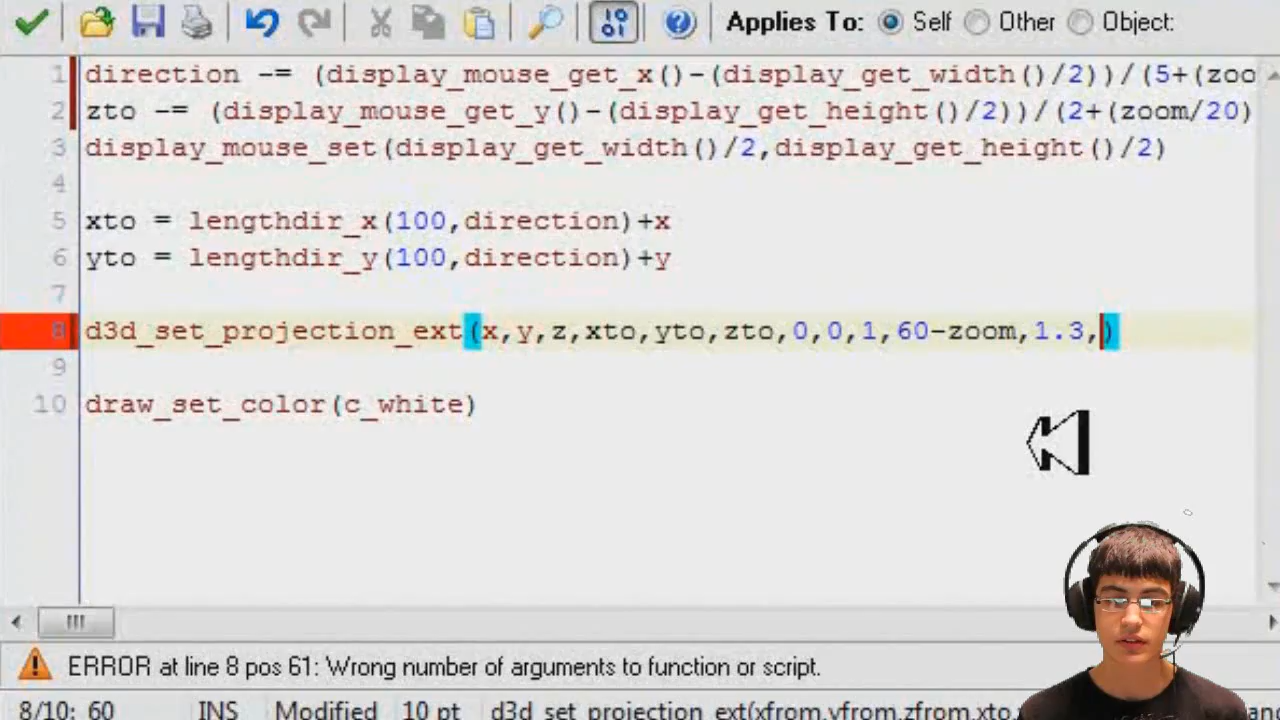 Applies To: Self Other Object:
1 direction -= (display_mouse_get_x()-(display_get_width()/2))/(5+(zoo
2 zto -= (display_mouse_get_y()-(display_get_height()/2))/(2+(zoom/20)
3 display_mouse_set(display_get_width()/2,display_get_height()/2)
4
5 xto = lengthdir_x(100,direction)+x
6 yto = lengthdir_y(100,direction)+y
7
8 d3d_set_projection_ext(x,y,z,xto,yto,zto,0,0,1,60-zoom,1.3,)
9
10 draw_set_color(c_white)
ERROR at line 8 pos 61: Wrong number of arguments to function or script.
8/10: 60 INS Modified 10 pt d3d_set_projection_ext(xfrom,yfrom,zfrom,xto,